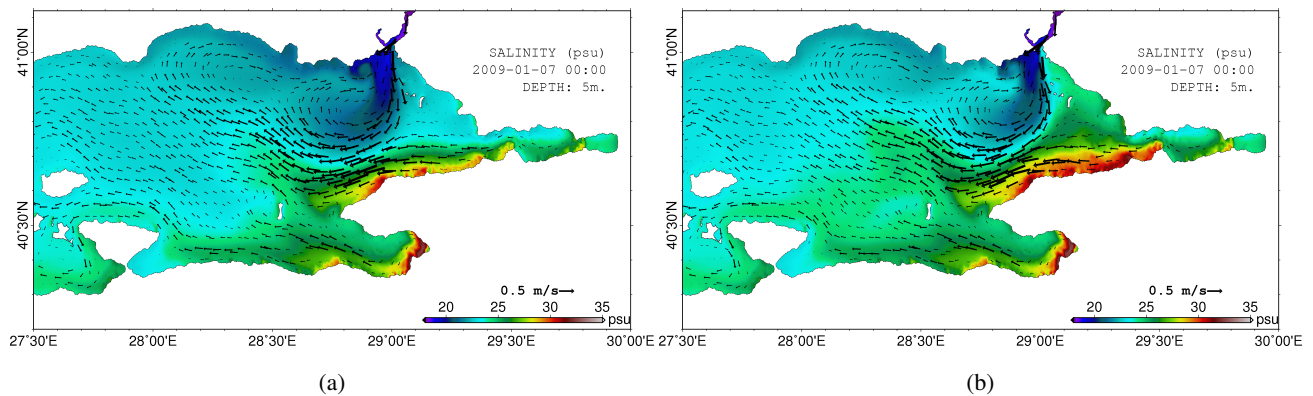 41°00'N
40°30'N
SALINITY (psu)
2009-01-07 00:00
DEPTH: 5m.
0.5 m/s
20 25 30 35
psu
27°30'E 28°00'E 28°30'E 29°00'E 29°30'E 30°00'E
(a)
41°00'N
40°30'N
SALINITY (psu)
2009-01-07 00:00
DEPTH: 5m.
0.5 m/s
20 25 30 35
psu
27°30'E 28°00'E 28°30'E 29°00'E 29°30'E 30°00'E
(b)